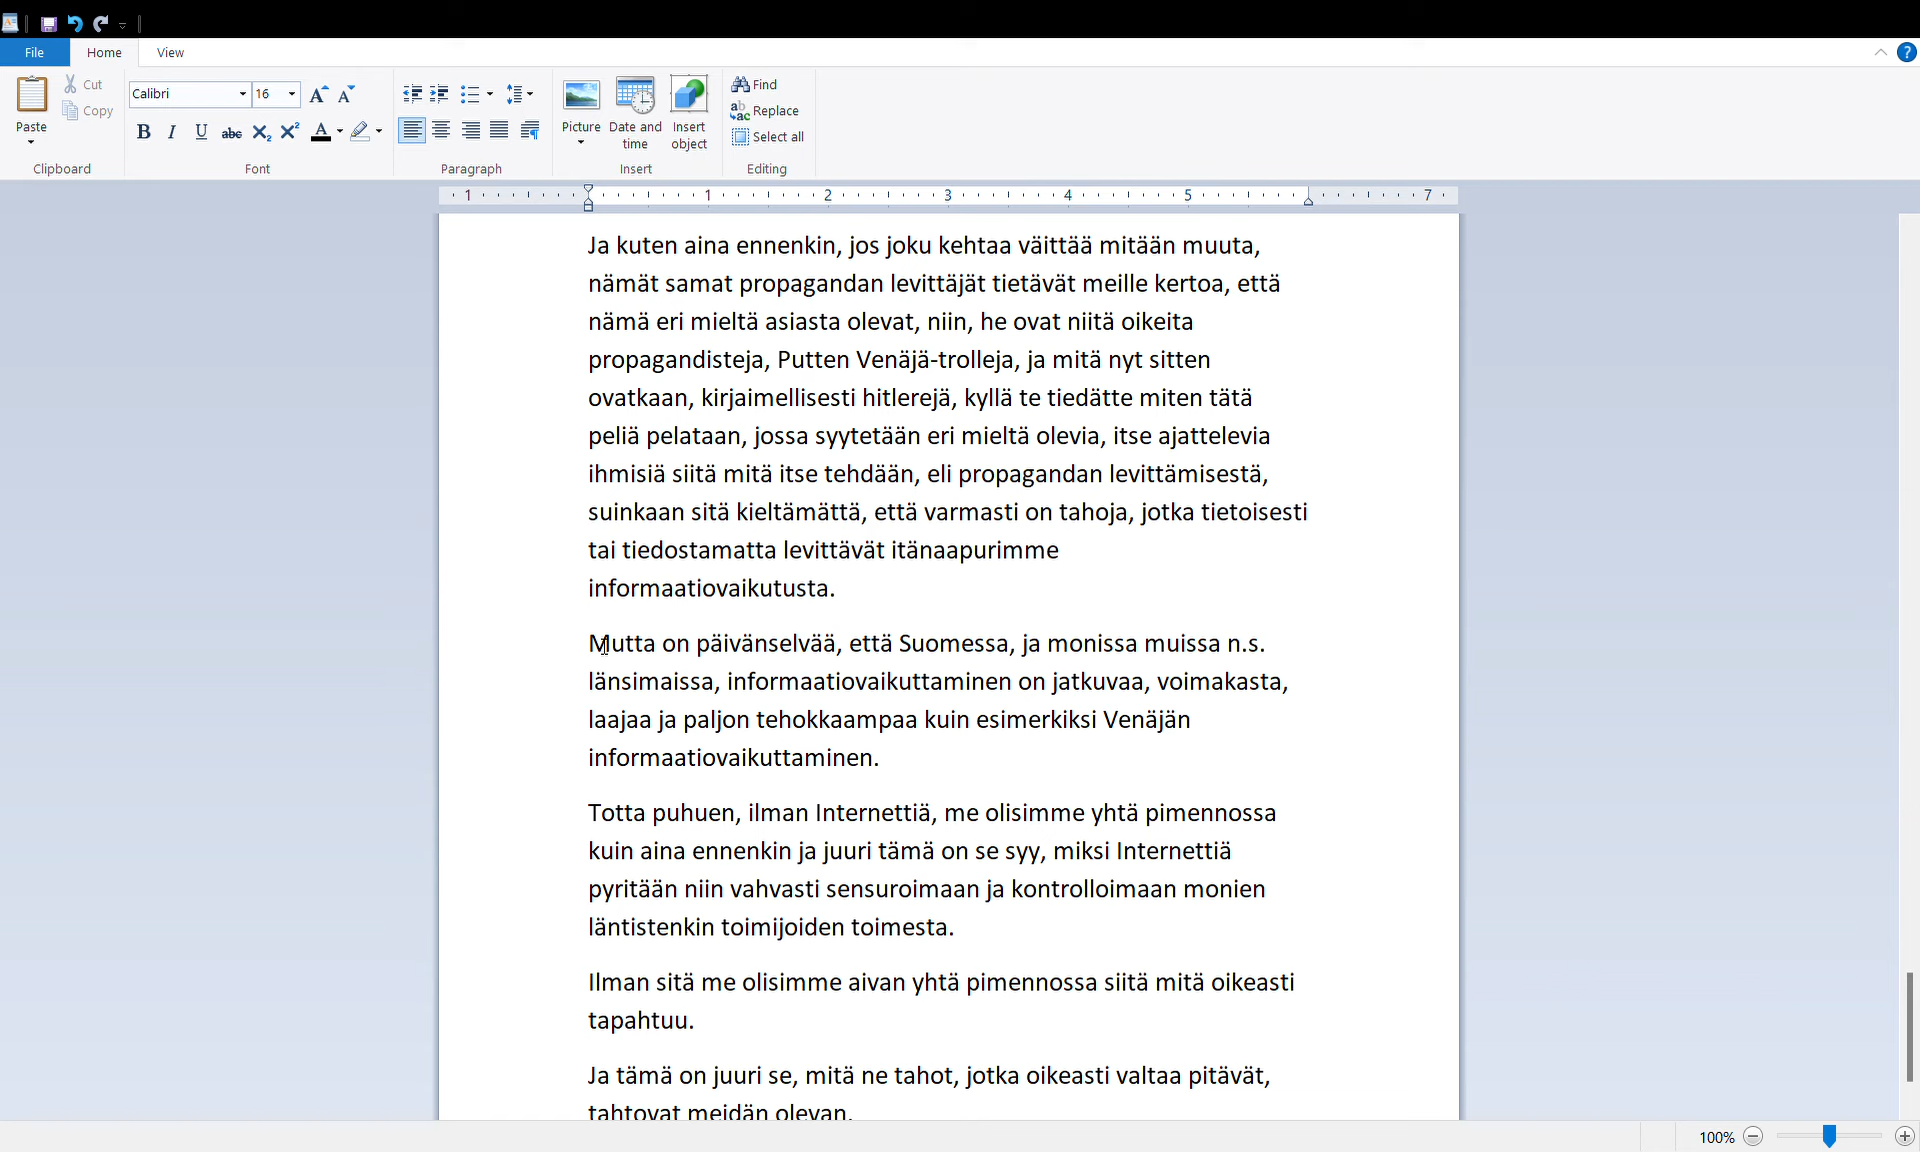 File Home View
Calibri 16
Cut
Copy
Paste
Picture Date and time Insert object
Find
Replace
Select all
Clipboard Font Paragraph Insert Editing
1 1 2 3 4 5 7
Ja kuten aina ennenkin, jos joku kehtaa väittää mitään muuta,
nämät samat propagandan levittäjät tietävät meille kertoa, että
nämä eri mieltä asiasta olevat, niin, he ovat niitä oikeita
propagandisteja, Putten Venäjä-trolleja, ja mitä nyt sitten
ovatkaan, kirjaimellisesti hitlerejä, kyllä te tiedätte miten tätä
peliä pelataan, jossa syytetään eri mieltä olevia, itse ajattelevia
ihmisiä siitä mitä itse tehdään, eli propagandan levittämisestä,
suinkaan sitä kieltämättä, että varmasti on tahoja, jotka tietoisesti
tai tiedostamatta levittävät itänaapurimme
informaatiovaikutusta.
Mutta on päivänselvää, että Suomessa, ja monissa muissa n.s.
länsimaissa, informaatiovaikuttaminen on jatkuvaa, voimakasta,
laajaa ja paljon tehokkaampaa kuin esimerkiksi Venäjän
informaatiovaikuttaminen.
Totta puhuen, ilman Internettiä, me olisimme yhtä pimennossa
kuin aina ennenkin ja juuri tämä on se syy, miksi Internettiä
pyritään niin vahvasti sensuroimaan ja kontrolloimaan monien
läntistenkin toimijoiden toimesta.
Ilman sitä me olisimme aivan yhtä pimennossa siitä mitä oikeasti
tapahtuu.
Ja tämä on juuri se, mitä ne tahot, jotka oikeasti valtaa pitävät,
tahtovat meidän olevan.
100%